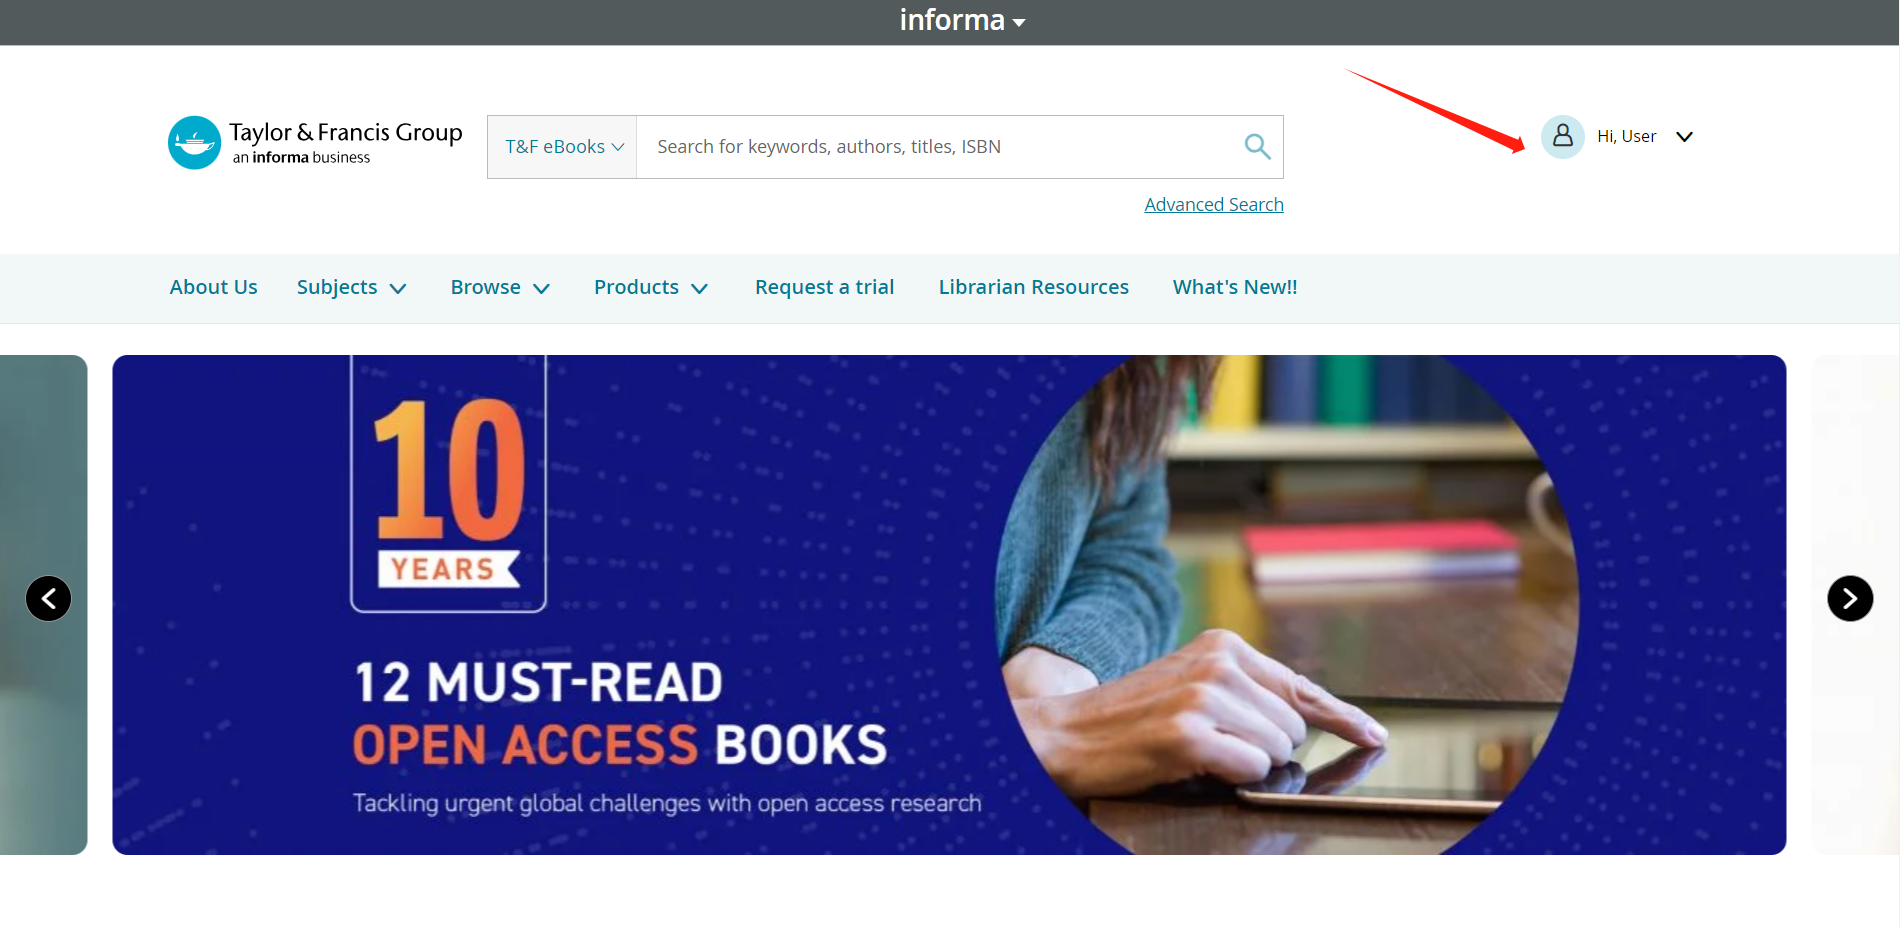 informa
Taylor & Francis Group
an informa business
T&F eBooks
Search for keywords, authors, titles, ISBN
Hi, User
Advanced Search
About Us
Subjects
Browse
Products
Request a trial
Librarian Resources
What's New!!
10
YEARS
12 MUST-READ
OPEN ACCESS BOOKS
Tackling urgent global challenges with open access research